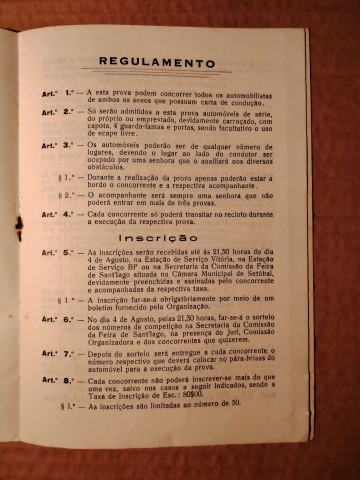 REGULAMENTO
Art.º 1.º — A esta prova podem concorrer todos os automobilistas
de ambos os sexos que possuam carta de condução.
Art.º 2.º — Só serão admitidos a esta prova automóveis de série,
do próprio ou emprestado, devidamente carroçado, com
capota, 4 guarda-lamas e portas, sendo facultativo o uso
de ecape livre.
Art.º 3.º — Os automóveis poderão ser de qualquer número de
lugares, devendo o lugar ao lado do condutor ser
ocupado por uma senhora que o auxiliará nos diversos
obstáculos.
§ 1.º — Durante a realização da prova apenas poderão estar a
bordo o concorrente e a respectiva acompanhante.
§ 2.º — O acompanhante será sempre uma senhora que não
poderá entrar em mais de três provas.
Art.º 4.º — Cada concorrente só poderá transitar no recinto durante
a execução da respectiva prova.
Inscrição
Art.º 5.º — As inscrições serão recebidas até ás 21,30 horas do dia
4 de Agosto, na Estação de Serviço Vitória, na Estação
de Serviço BP ou na Secretaria da Comissão da Feira
de Sant'Iago situada na Câmara Municipal de Setúbal,
devidamente preenchidas e assinadas pelo concorrente
e acompanhadas da respectiva taxa.
§ 1.º — A inscrição far-se-á obrigatòriamente por meio de um
boletim fornecido pela Organização.
Art.º 6.º — No dia 4 de Agosto, pelas 21,30 horas, far-se-á o sorteio
dos números de competição na Secretaria da Comissão
da Feira de Sant'Iago, na presença do Juri, Comissão
Organizadora e dos concorrentes que quizerem.
Art.º 7.º — Depois do sorteio será entregue a cada concorrente o
número respectivo que deverá colocar no pára-brisas do
automóvel para a execução da prova.
Art.º 8.º — Cada concorrente não poderá inscrever-se mais do que
uma vez, salvo nos casos a seguir indicados, sendo a
Taxa de Inscrição de Esc.: 80$00.
§ 1.º — As inscrições são limitadas ao número de 50.